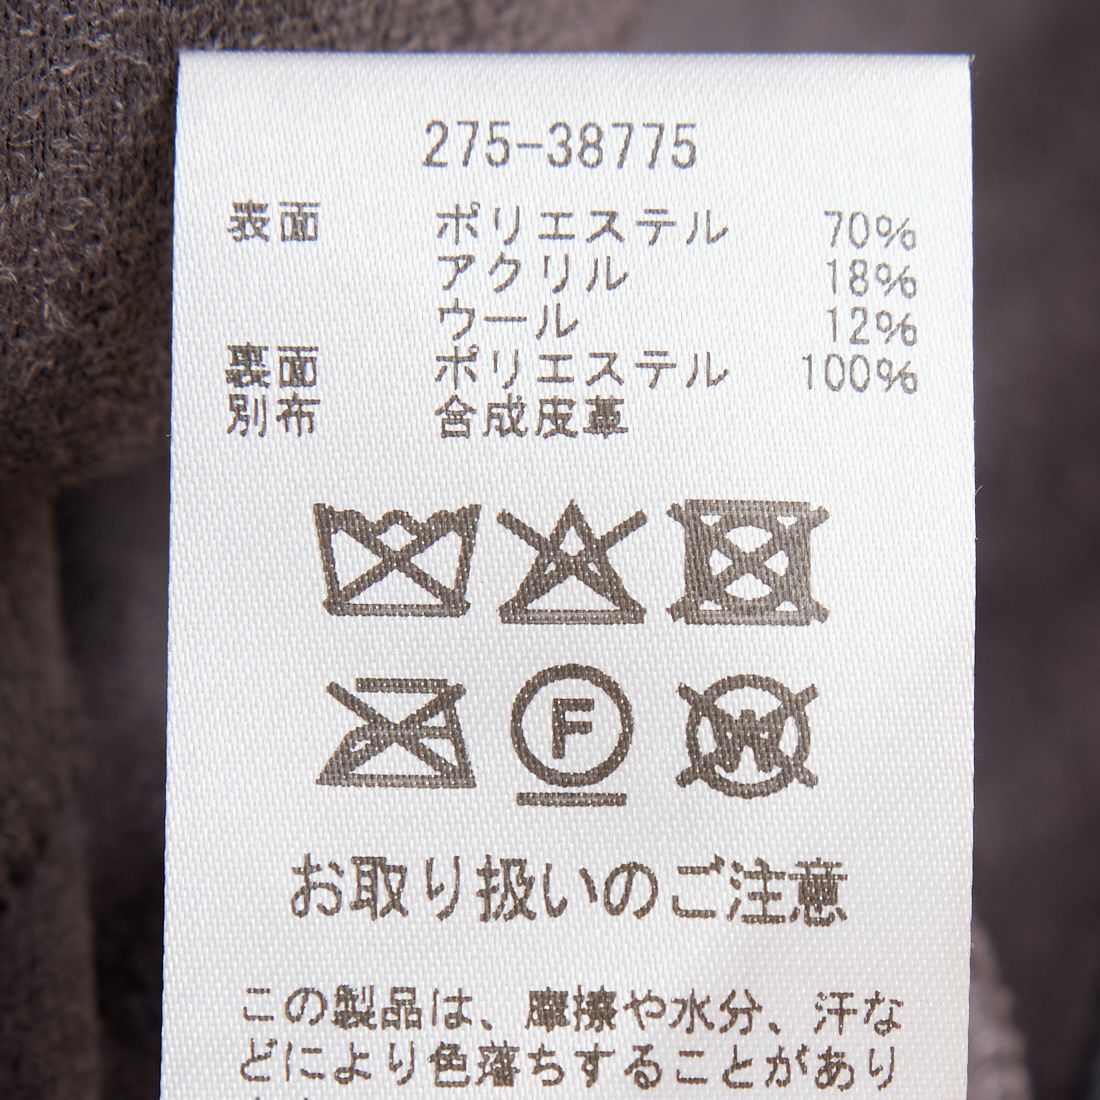 275-38775
表面 ポリエステル 70%
アクリル 18%
ウール 12%
裏面 ポリエステル 100%
別布 合成皮革
F W
お取り扱いのご注意
この製品は、摩擦や水分、汗な
どにより色落ちすることがあり